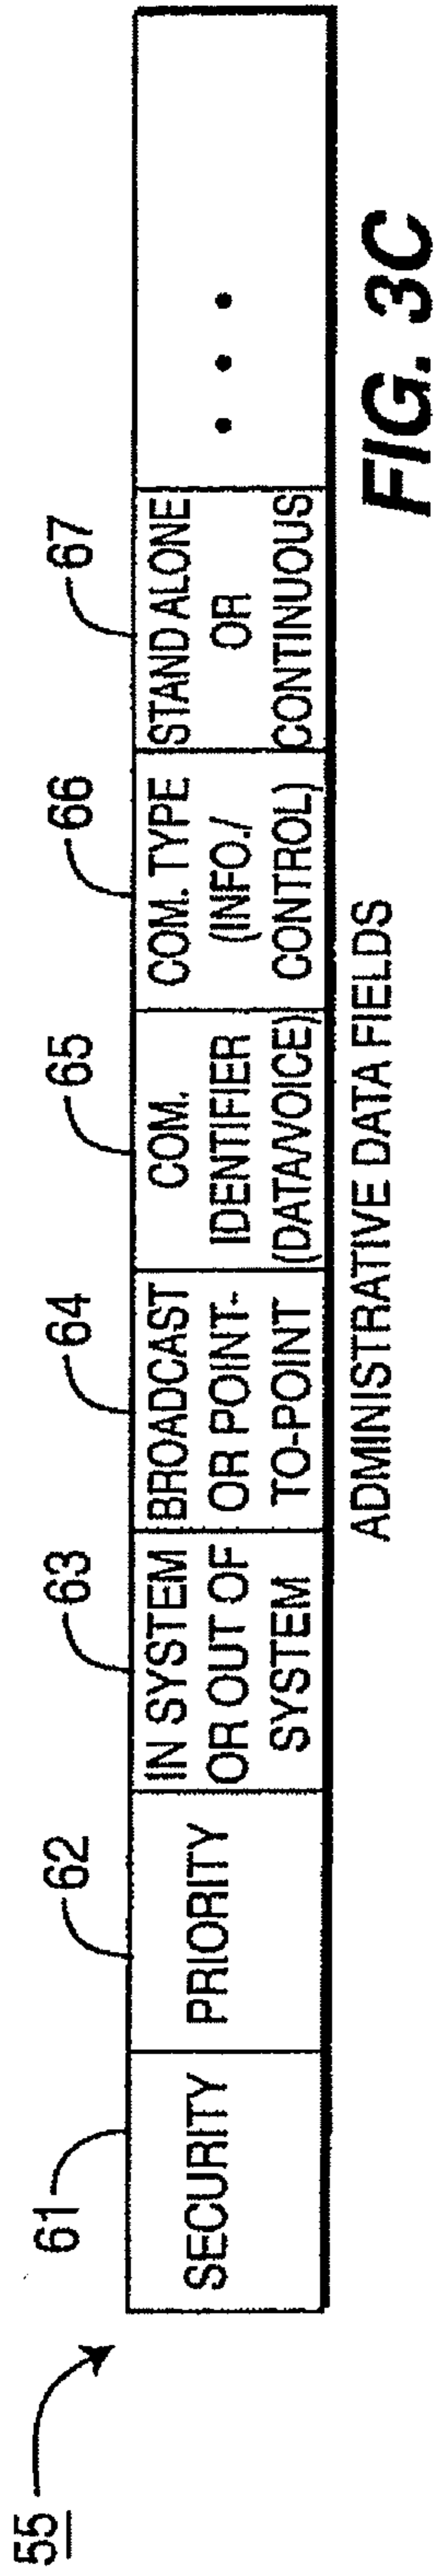 55
61
62
63
64
65
66
67
SECURITY
PRIORITY
IN SYSTEM
OR OUT OF
SYSTEM
BROADCAST
OR POINT-
TO-POINT
COM.
IDENTIFIER
(DATA/VOICE)
COM. TYPE
(INFO./
CONTROL)
STAND ALONE
OR
CONTINUOUS
• • •
ADMINISTRATIVE DATA FIELDS
FIG. 3C